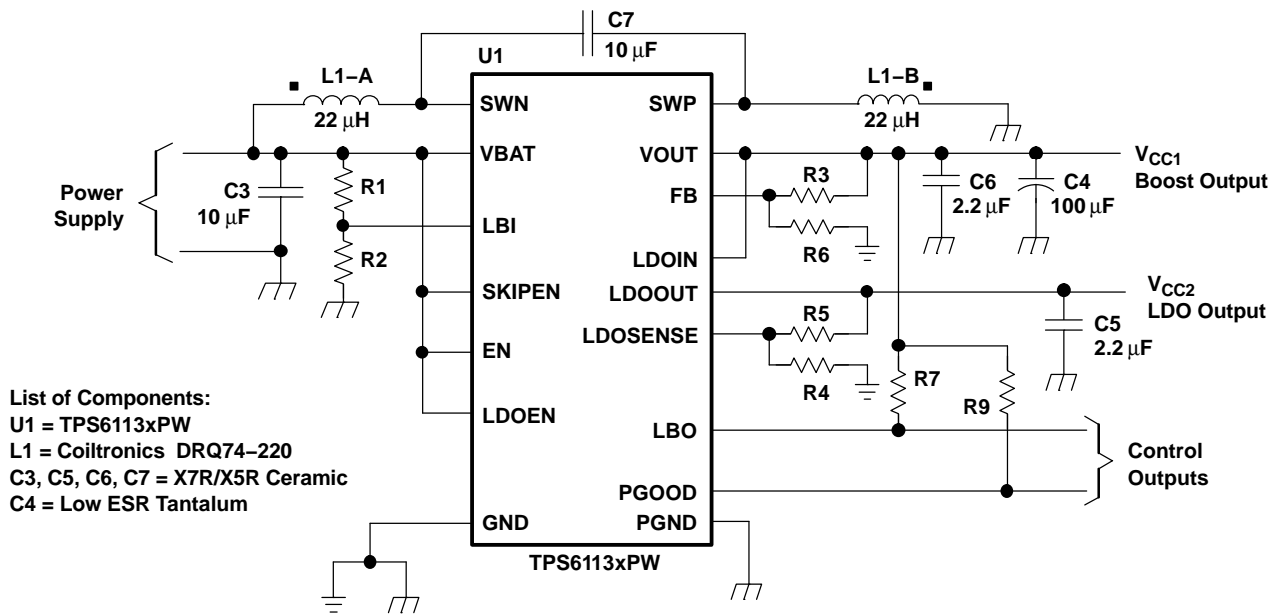 C7
10 μF
U1
L1−A
22 μH
L1−B
22 μH
SWN
SWP
VBAT
VOUT
VCC1
Boost Output
Power
Supply
C3
10 μF
R1
R3
FB
R6
C6
2.2 μF
C4
100 μF
LBI
R2
LDOIN
SKIPEN
LDOOUT
VCC2
LDO Output
R5
LDOSENSE
R4
C5
2.2 μF
EN
R7
R9
List of Components:
U1 = TPS6113xPW
L1 = Coiltronics DRQ74−220
C3, C5, C6, C7 = X7R/X5R Ceramic
C4 = Low ESR Tantalum
LDOEN
LBO
Control
Outputs
PGOOD
GND
PGND
TPS6113xPW